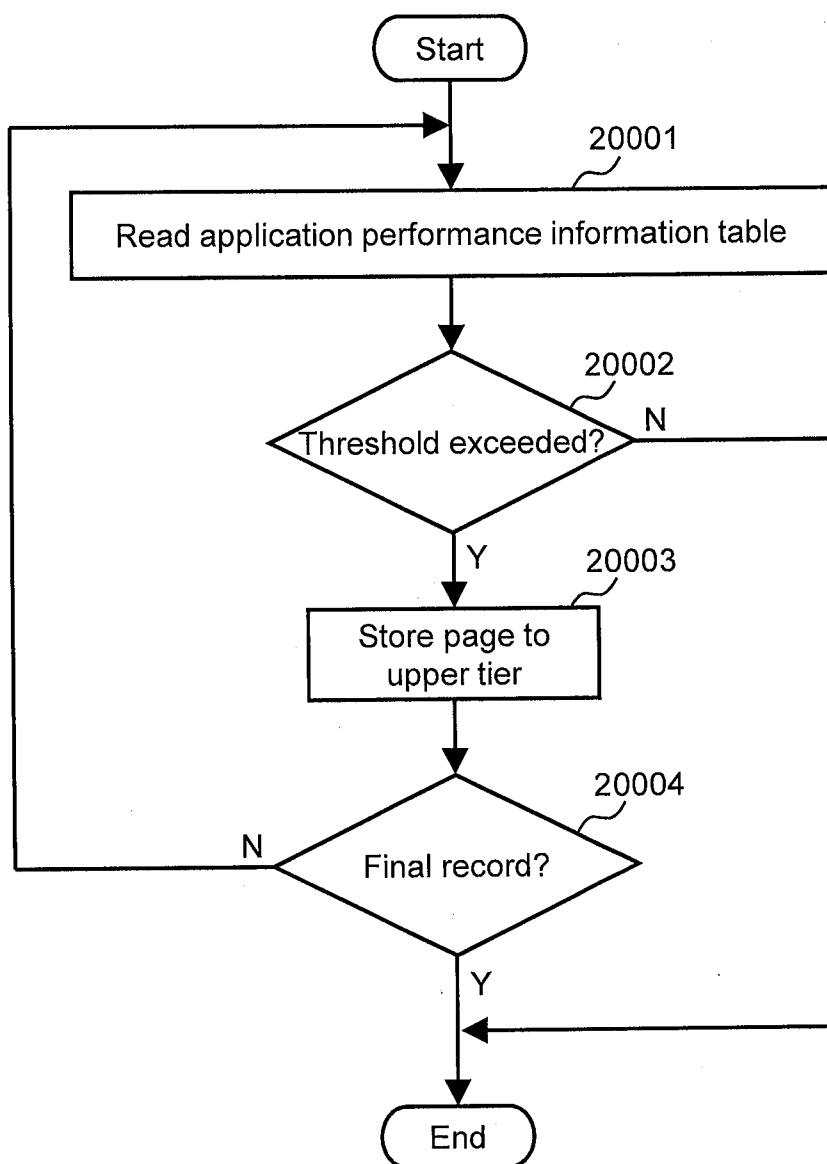 Start
20001
Read application performance information table
20002
Threshold exceeded?
N
Y
20003
Store page to
upper tier
20004
N
Final record?
Y
End